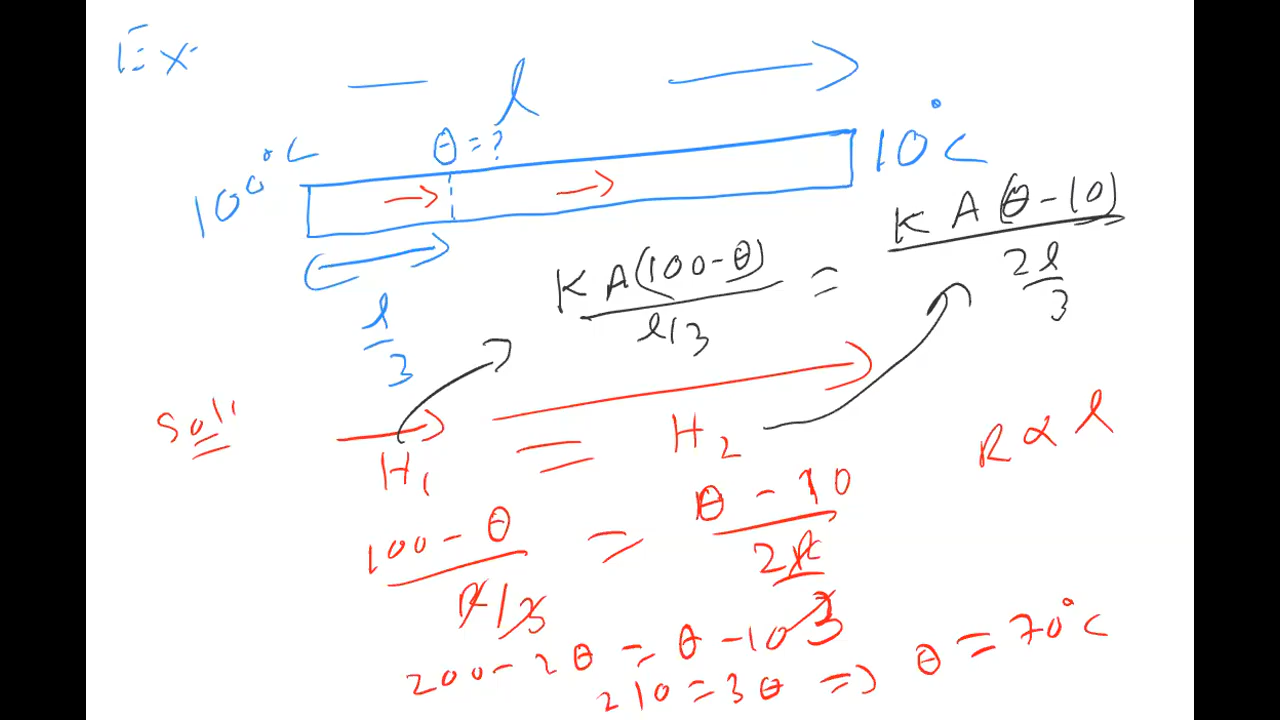 Ex:
l
θ = ?
100°C
10°C
l/3
KA(100-θ)/l/3 = KA(θ-10)/2l/3
Sol:
H₁ = H₂
R ∝ l
100-θ/l/3 = θ-10/2l/3
200-2θ = θ-10
210 = 3θ => θ = 70°C